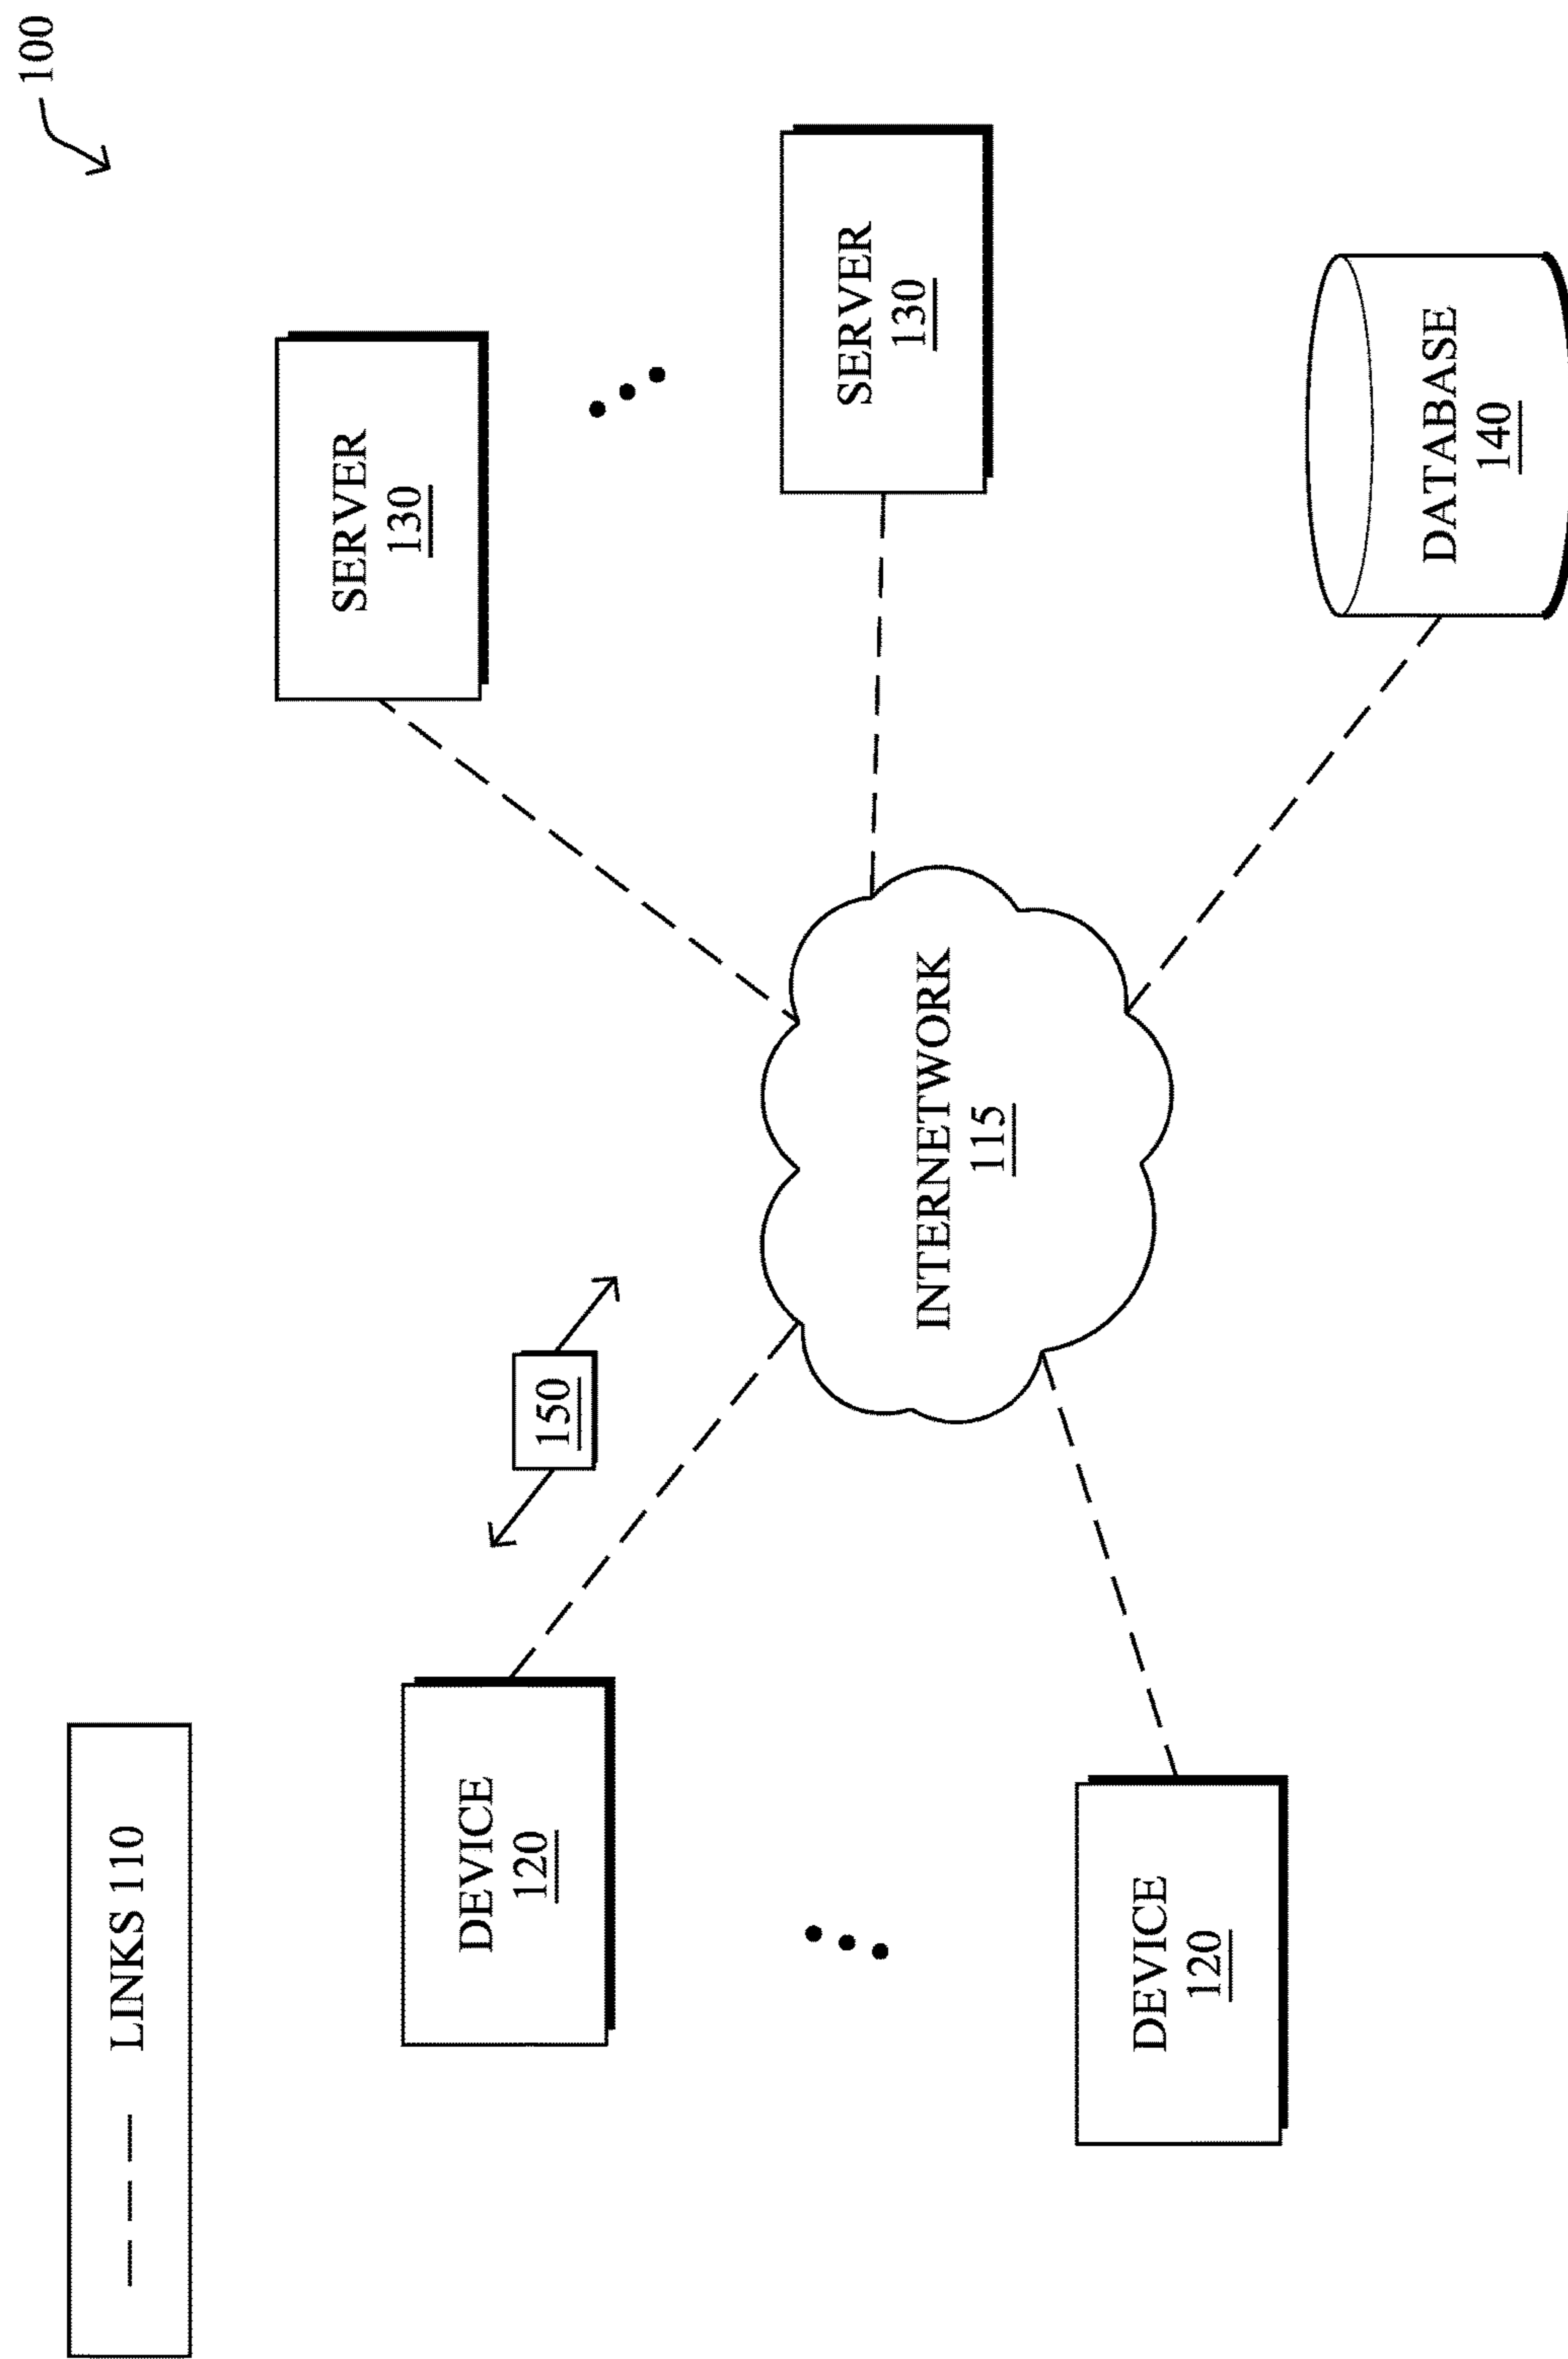 100
LINKS 110
DEVICE
120
150
SERVER
130
SERVER
130
INTERNETWORK
115
DEVICE
120
DATABASE
140